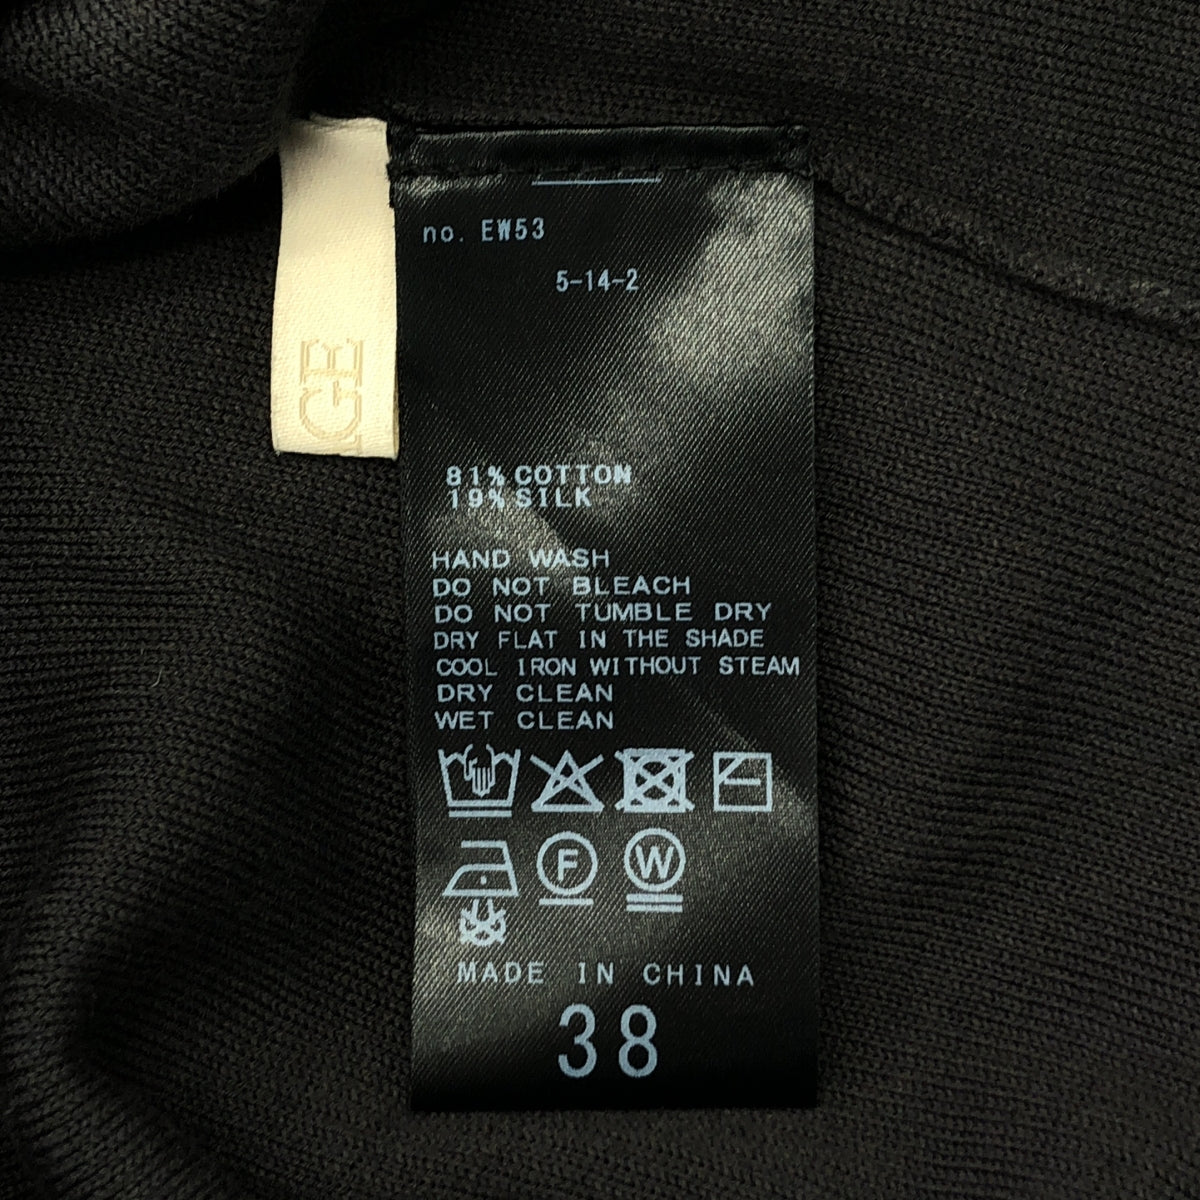 no. EW53
5-14-2
GE
81% COTTON
19% SILK
HAND WASH
DO NOT BLEACH
DO NOT TUMBLE DRY
DRY FLAT IN THE SHADE
COOL IRON WITHOUT STEAM
DRY CLEAN
WET CLEAN
F
W
MADE IN CHINA
38